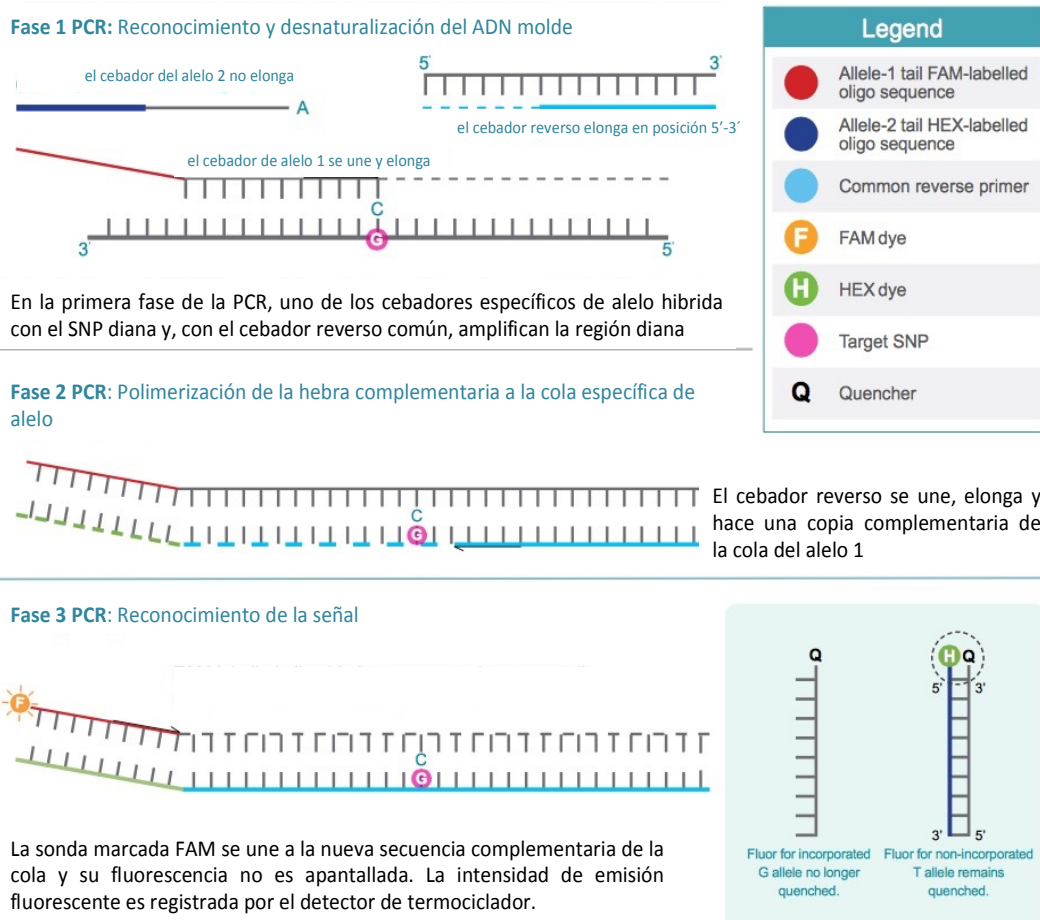 Fase 1 PCR: Reconocimiento y desnaturalización del ADN molde
el cebador del alelo 2 no elonga
A
5'
3'
el cebador reverso elonga en posición 5’-3´
el cebador de alelo 1 se une y elonga
C
G
3'
5'
En la primera fase de la PCR, uno de los cebadores específicos de alelo hibrida
con el SNP diana y, con el cebador reverso común, amplifican la región diana
Legend
Allele-1 tail FAM-labelled
oligo sequence
Allele-2 tail HEX-labelled
oligo sequence
Common reverse primer
F
FAM dye
H
HEX dye
Target SNP
Q
Quencher
Fase 2 PCR: Polimerización de la hebra complementaria a la cola específica de
alelo
C
G
El cebador reverso se une, elonga y
hace una copia complementaria de
la cola del alelo 1
Fase 3 PCR: Reconocimiento de la señal
F
C
G
La sonda marcada FAM se une a la nueva secuencia complementaria de la
cola y su fluorescencia no es apantallada. La intensidad de emisión
fluorescente es registrada por el detector de termociclador.
Q
Fluor for incorporated
G allele no longer
quenched.
H Q
5' 3'
3' 5'
Fluor for non-incorporated
T allele remains
quenched.